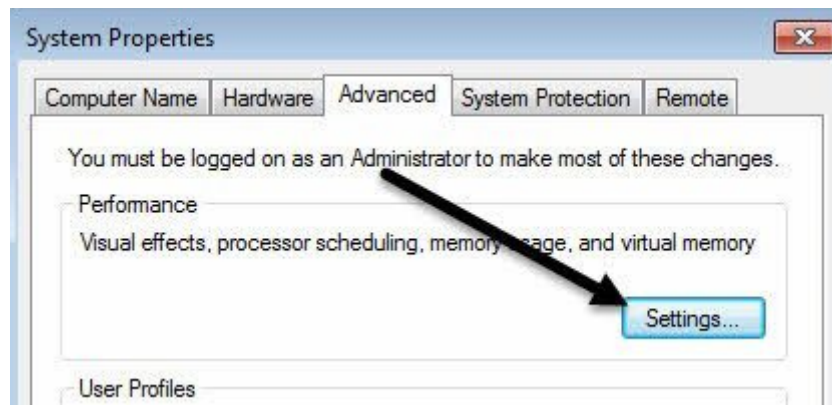 System Properties
Computer Name Hardware Advanced System Protection Remote
You must be logged on as an Administrator to make most of these changes.
Performance
Visual effects, processor scheduling, memory usage, and virtual memory
Settings...
User Profiles